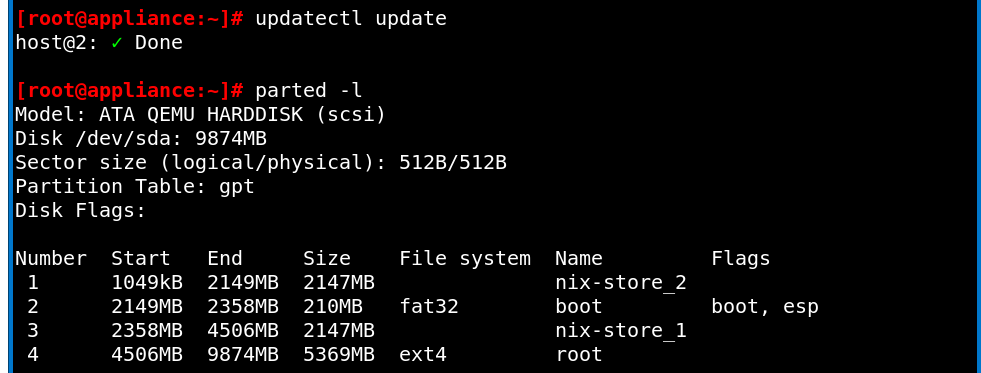 [root@appliance:~]# updatectl update
host@2: ✓ Done

[root@appliance:~]# parted -l
Model: ATA QEMU HARDDISK (scsi)
Disk /dev/sda: 9874MB
Sector size (logical/physical): 512B/512B
Partition Table: gpt
Disk Flags:

Number  Start   End     Size    File system  Name         Flags
 1      1049kB  2149MB  2147MB               nix-store_2
 2      2149MB  2358MB  210MB   fat32        boot         boot, esp
 3      2358MB  4506MB  2147MB               nix-store_1
 4      4506MB  9874MB  5369MB  ext4         root